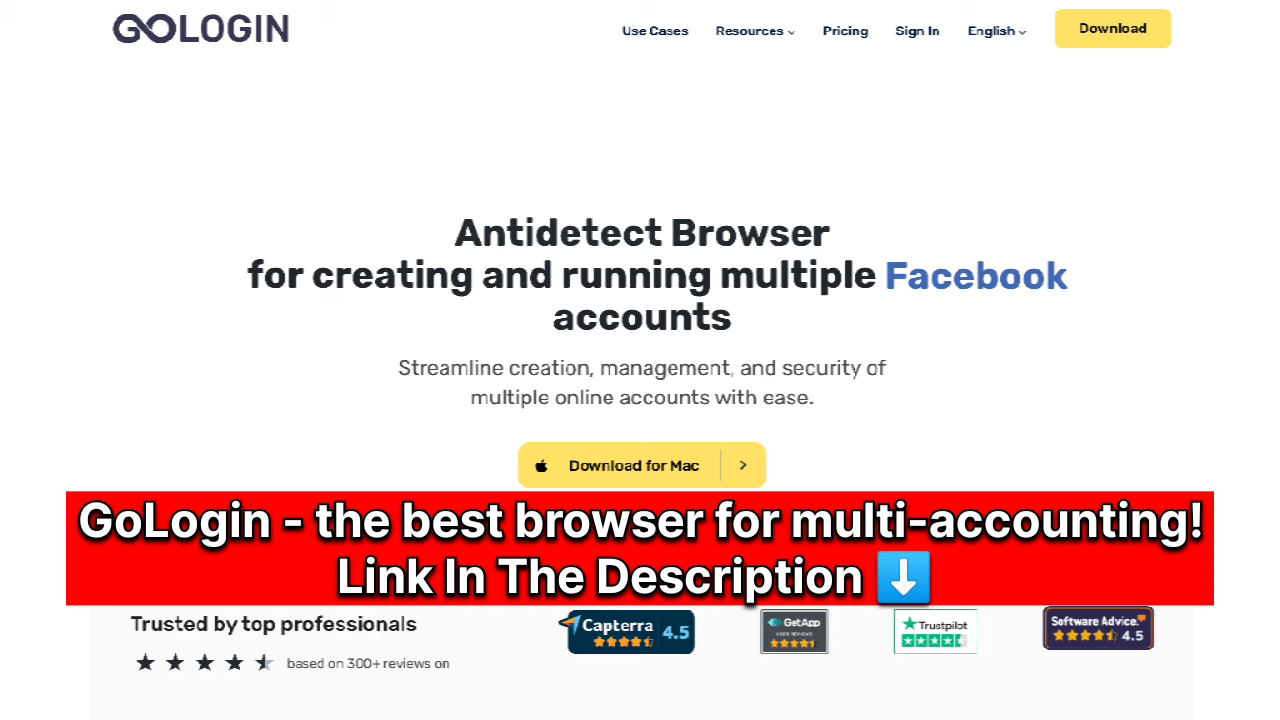 GOLOGIN
Use Cases Resources Pricing Sign In English Download
Antidetect Browser
for creating and running multiple Facebook
accounts
Streamline creation, management, and security of
multiple online accounts with ease.
Download for Mac
GoLogin - the best browser for multi-accounting!
Link In The Description ⬇️
Trusted by top professionals
based on 300+ reviews on
Capterra 4.5
GetApp
USER REVIEWS
Trustpilot
Software Advice.
4.5